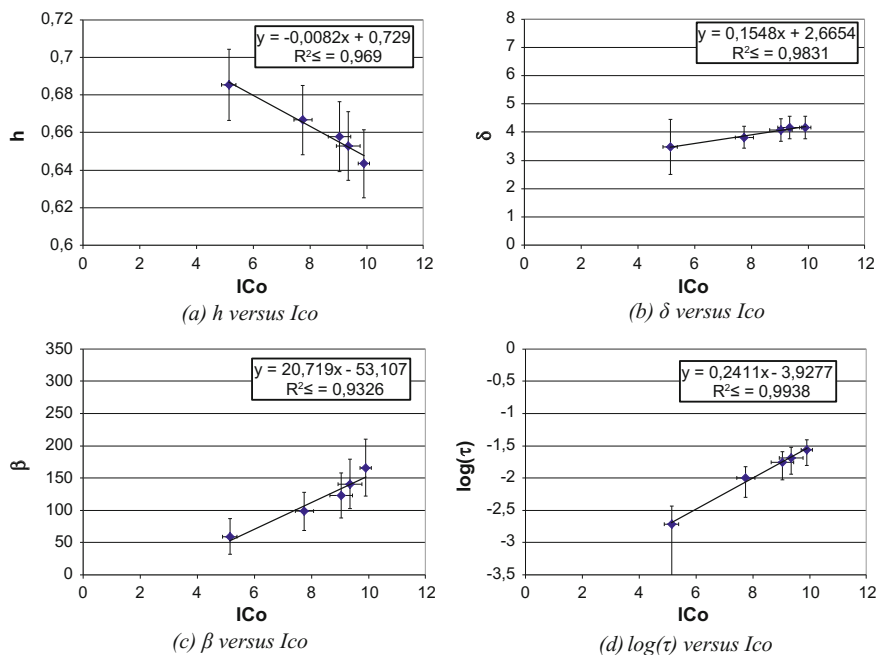 0,72
0,7
0,68
0,66
0,64
0,62
0,6
h
y = -0,0082x + 0,729
R²≤ = 0,969
0 2 4 6 8 10 12
ICo
(a) h versus Ico
8
7
6
5
4
3
2
1
0
δ
y = 0,1548x + 2,6654
R²≤ = 0,9831
0 2 4 6 8 10 12
ICo
(b) δ versus Ico
350
300
250
200
150
100
50
0
β
y = 20,719x - 53,107
R²≤ = 0,9326
0 2 4 6 8 10 12
ICo
(c) β versus Ico
0
-0,5
-1
-1,5
-2
-2,5
-3
-3,5
log(τ)
y = 0,2411x - 3,9277
R²≤ = 0,9938
0 2 4 6 8 10 12
ICo
(d) log(τ) versus Ico